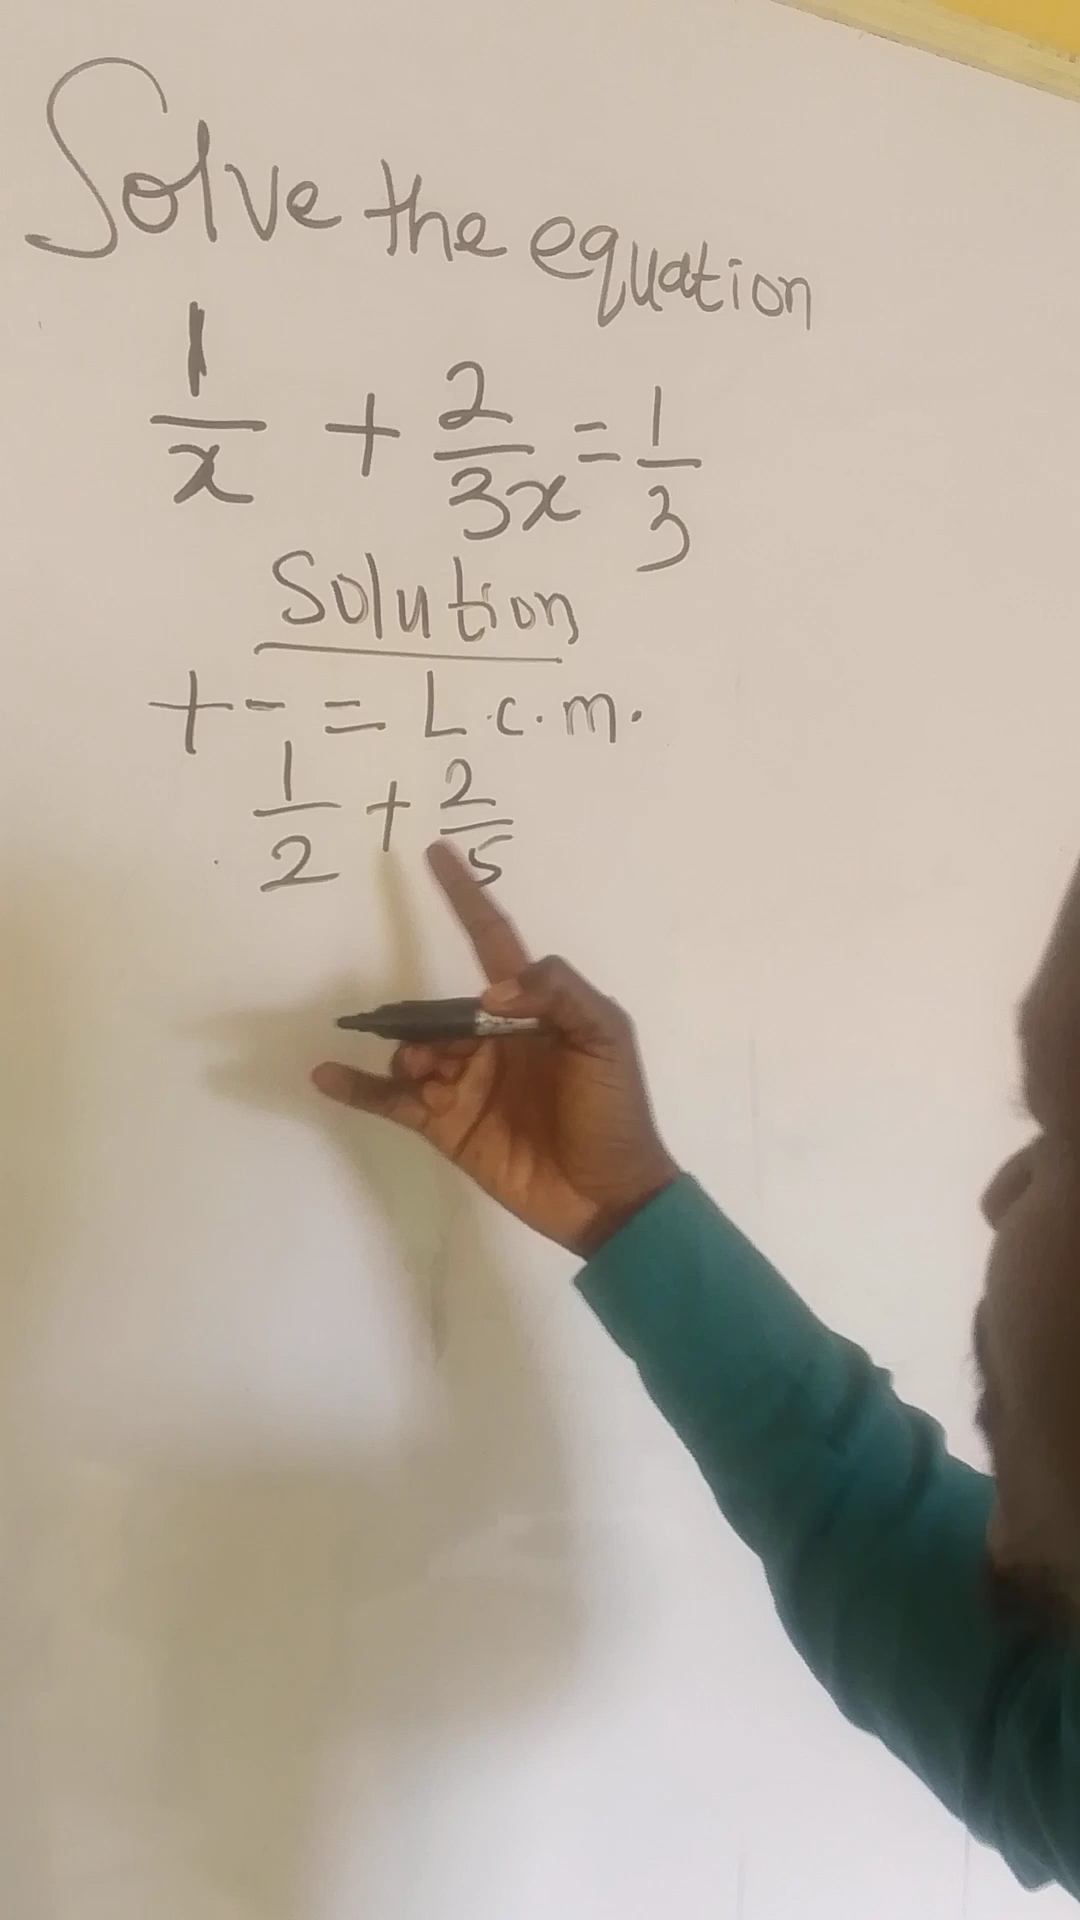 Solve the equation
1/x + 2/3x = 1/3
Solution
+ - = L.c.m.
1/2 + 2/5